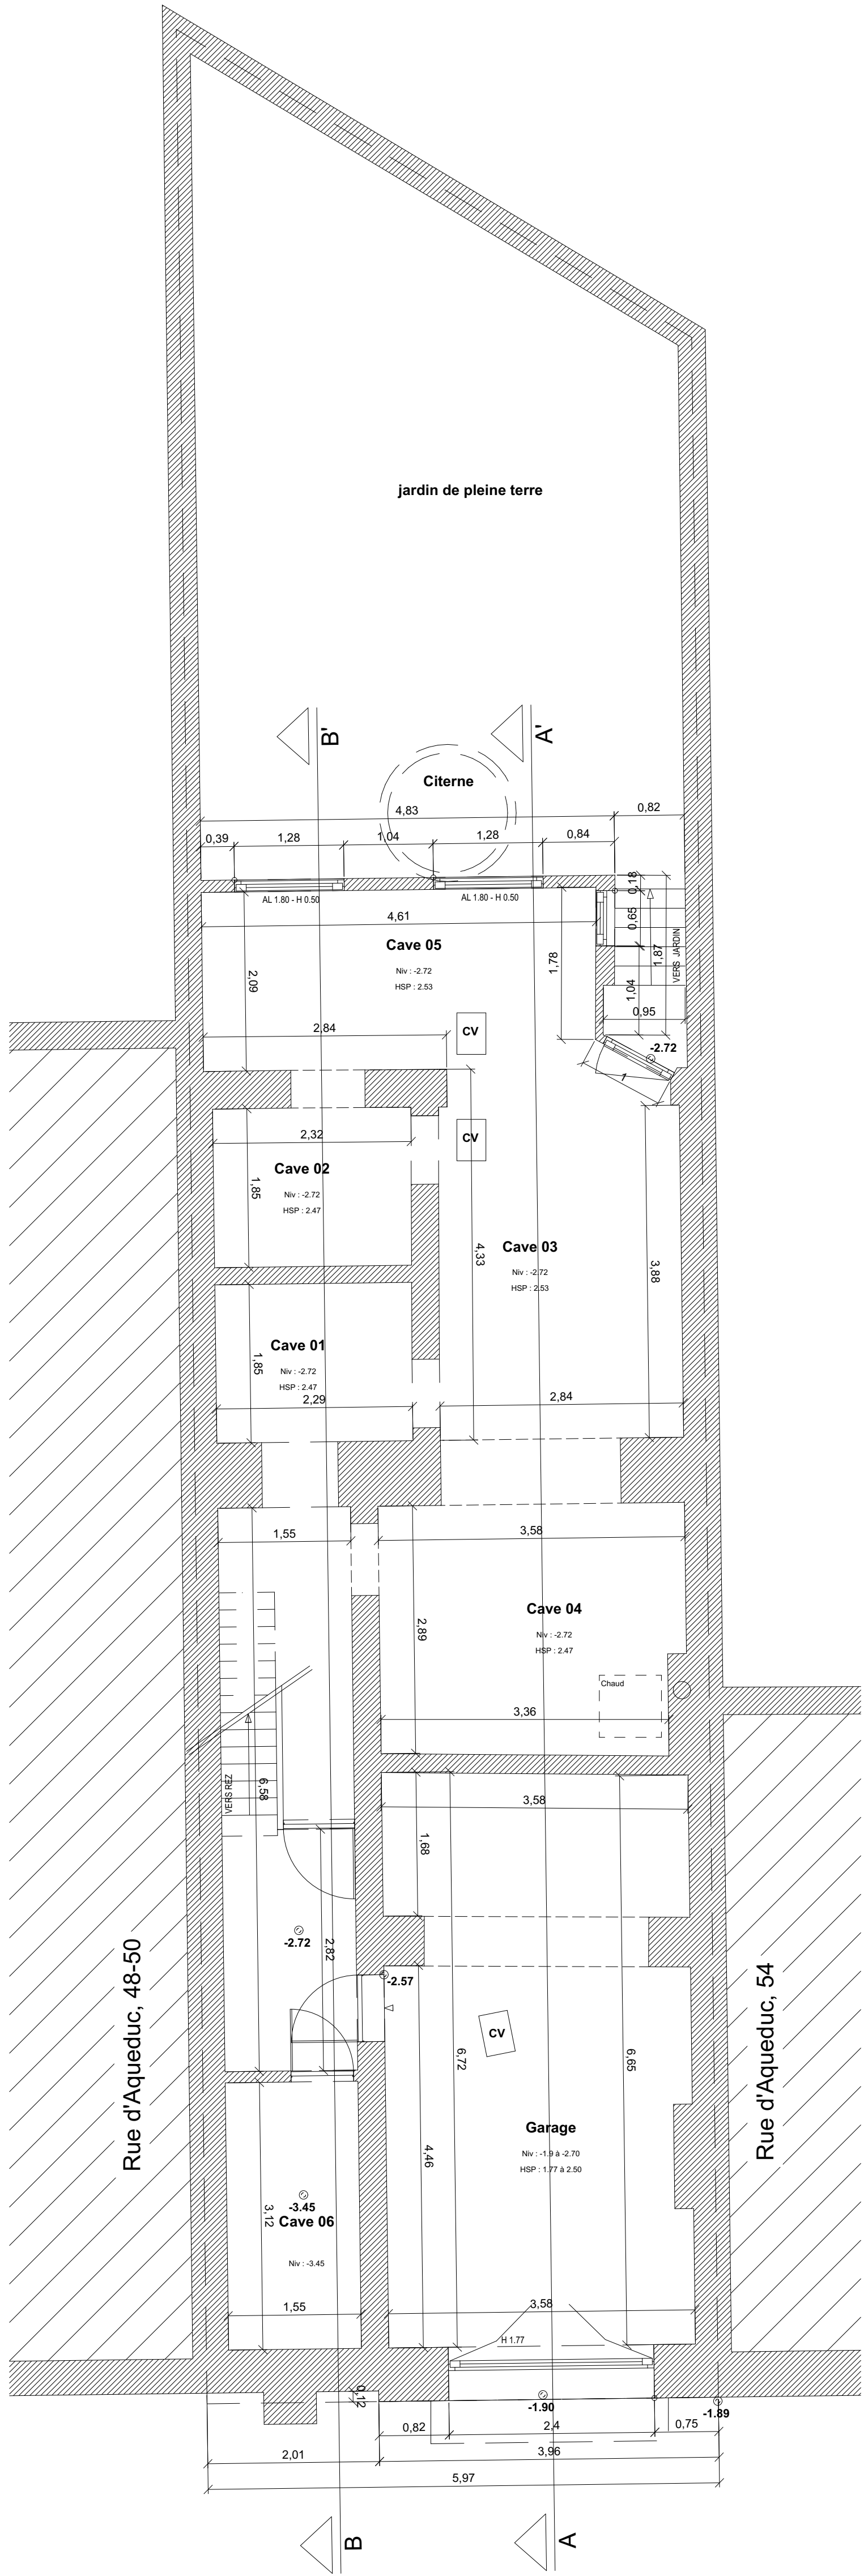 jardin de pleine terre
B'
A'
Citerne
4,83
0,82
0,39
1,28
1,04
1,28
0,84
AL 1.80 - H 0.50
AL 1.80 - H 0.50
0,18
0,65
1,87
VERS JARDIN
4,61
Cave 05
Niv : -2.72
HSP : 2.53
2,09
1,78
1,04
0,95
2,84
CV
-2.72
1
CV
2,32
Cave 02
Niv : -2.72
HSP : 2.47
1,85
4,33
Cave 03
Niv : -2.72
HSP : 2.53
3,88
Cave 01
Niv : -2.72
HSP : 2.47
1,85
2,29
2,84
1,55
3,58
Cave 04
Niv : -2.72
HSP : 2.47
2,89
Chaud
3,36
VERS REZ
6,58
3,58
1,68
-2.72
2,82
-2.57
CV
Rue d'Aqueduc, 48-50
Rue d'Aqueduc, 54
6,72
6,65
Garage
Niv : -1.9 à -2.70
HSP : 1.77 à 2.50
4,46
-3.45
Cave 06
3,12
Niv : -3.45
1,55
3,58
H 1.77
0,12
-1.90
-1.89
0,82
2,4
0,75
2,01
3,96
5,97
B
A